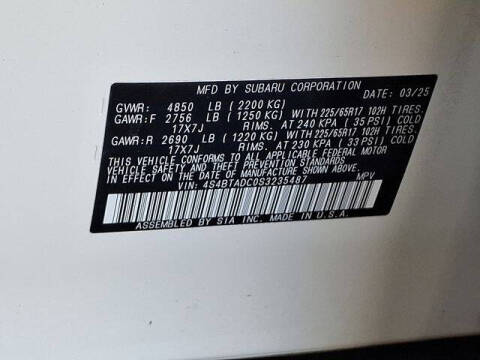 MFD BY SUBARU CORPORATION
DATE: 03/25
GVWR: 4850 LB (2200 KG)
GAWR:F 2756 LB (1250 KG) WITH 225/65R17 102H TIRES,
17X7J RIMS, AT 240 KPA (35 PSI) COLD
GAWR:R 2690 LB (1220 KG) WITH 225/65R17 102H TIRES,
17X7J RIMS, AT 230 KPA (33 PSI) COLD
THIS VEHICLE CONFORMS TO ALL APPLICABLE FEDERAL MOTOR
VEHICLE SAFETY, BUMPER AND THEFT PREVENTION STANDARDS
IN EFFECT ON THE DATE OF MANUFACTURE SHOWN ABOVE.
VIN: 4S4BTADC0S3235487 MPV
ASSEMBLED BY SIA INC. MADE IN U.S.A.